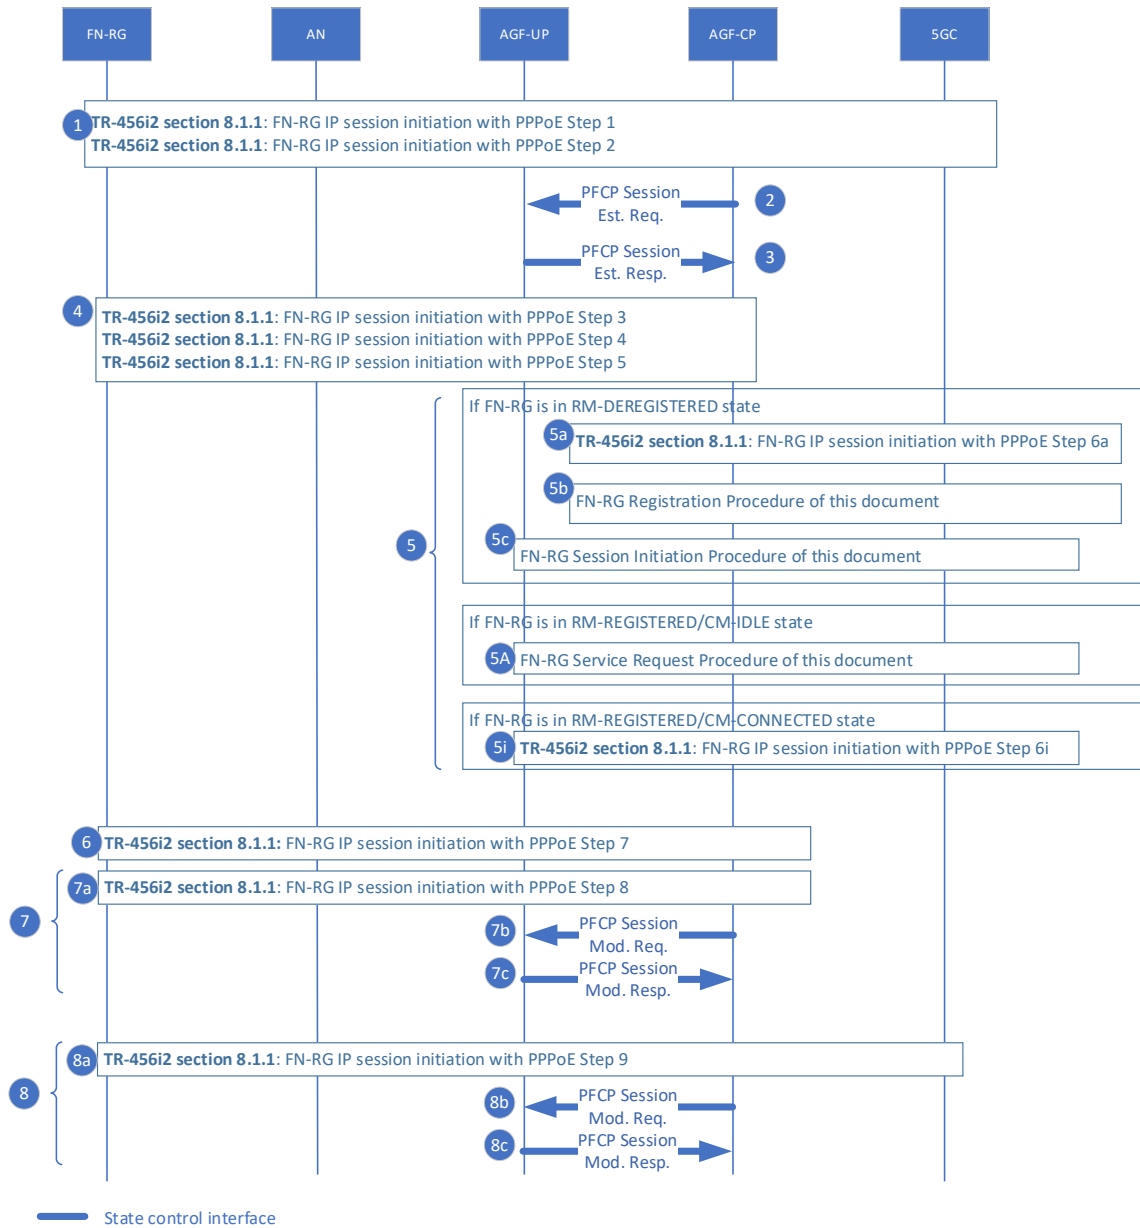 FN-RG
AN
AGF-UP
AGF-CP
5GC
1
TR-456i2 section 8.1.1: FN-RG IP session initiation with PPPoE Step 1
TR-456i2 section 8.1.1: FN-RG IP session initiation with PPPoE Step 2
PFCP Session
Est. Req.
2
PFCP Session
Est. Resp.
3
4
TR-456i2 section 8.1.1: FN-RG IP session initiation with PPPoE Step 3
TR-456i2 section 8.1.1: FN-RG IP session initiation with PPPoE Step 4
TR-456i2 section 8.1.1: FN-RG IP session initiation with PPPoE Step 5
5
If FN-RG is in RM-DEREGISTERED state
5a
TR-456i2 section 8.1.1: FN-RG IP session initiation with PPPoE Step 6a
5b
FN-RG Registration Procedure of this document
5c
FN-RG Session Initiation Procedure of this document
If FN-RG is in RM-REGISTERED/CM-IDLE state
5A
FN-RG Service Request Procedure of this document
If FN-RG is in RM-REGISTERED/CM-CONNECTED state
5i
TR-456i2 section 8.1.1: FN-RG IP session initiation with PPPoE Step 6i
6
TR-456i2 section 8.1.1: FN-RG IP session initiation with PPPoE Step 7
7
7a
TR-456i2 section 8.1.1: FN-RG IP session initiation with PPPoE Step 8
7b
PFCP Session
Mod. Req.
7c
PFCP Session
Mod. Resp.
8
8a
TR-456i2 section 8.1.1: FN-RG IP session initiation with PPPoE Step 9
8b
PFCP Session
Mod. Req.
8c
PFCP Session
Mod. Resp.
State control interface